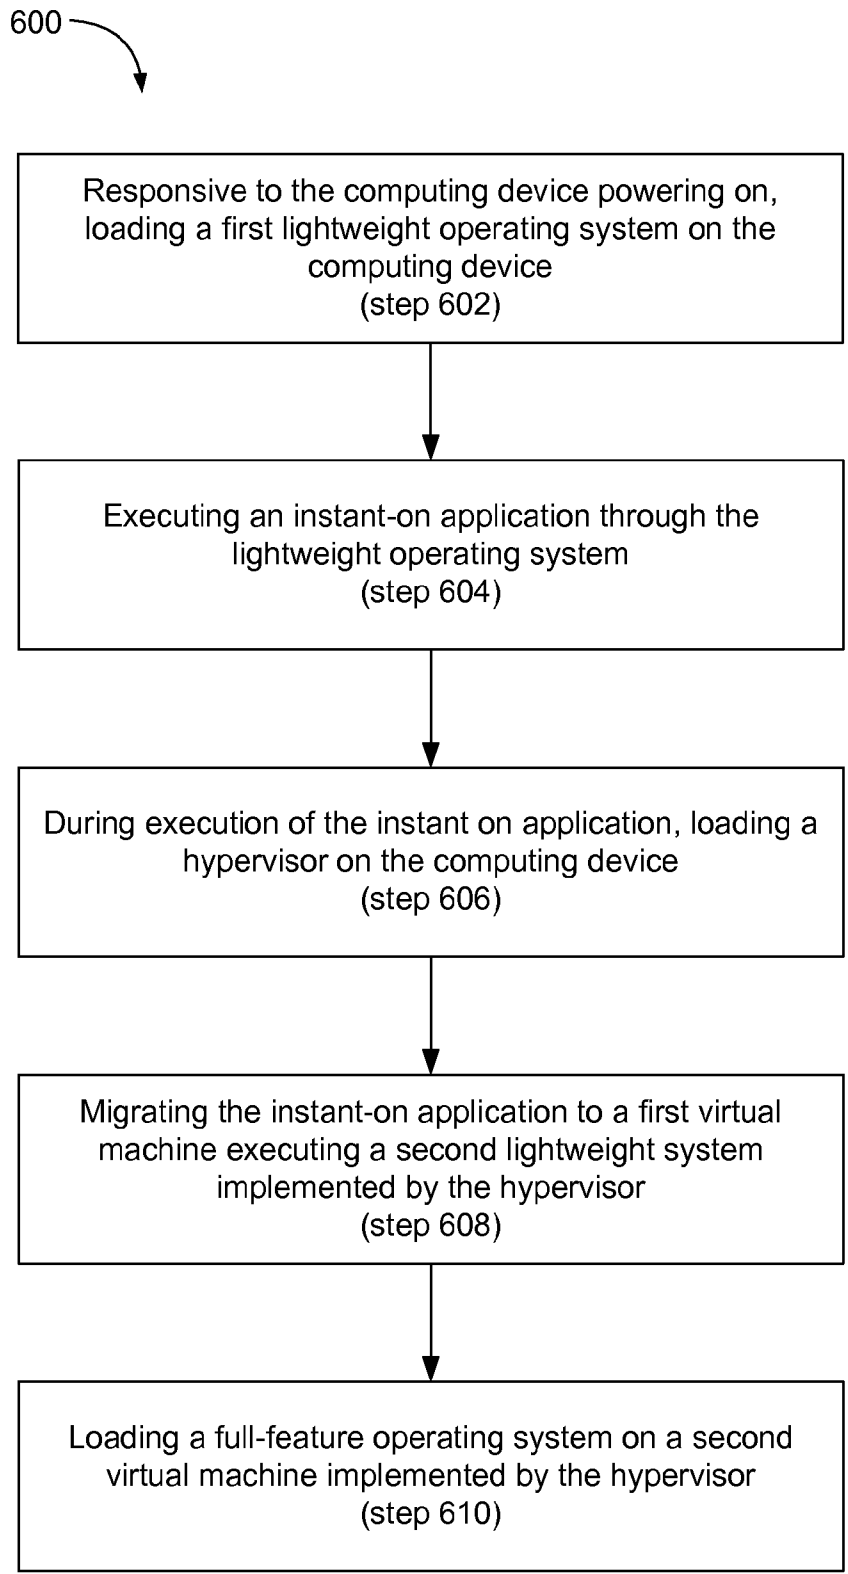 600
Responsive to the computing device powering on,
loading a first lightweight operating system on the
computing device
(step 602)
Executing an instant-on application through the
lightweight operating system
(step 604)
During execution of the instant on application, loading a
hypervisor on the computing device
(step 606)
Migrating the instant-on application to a first virtual
machine executing a second lightweight system
implemented by the hypervisor
(step 608)
Loading a full-feature operating system on a second
virtual machine implemented by the hypervisor
(step 610)